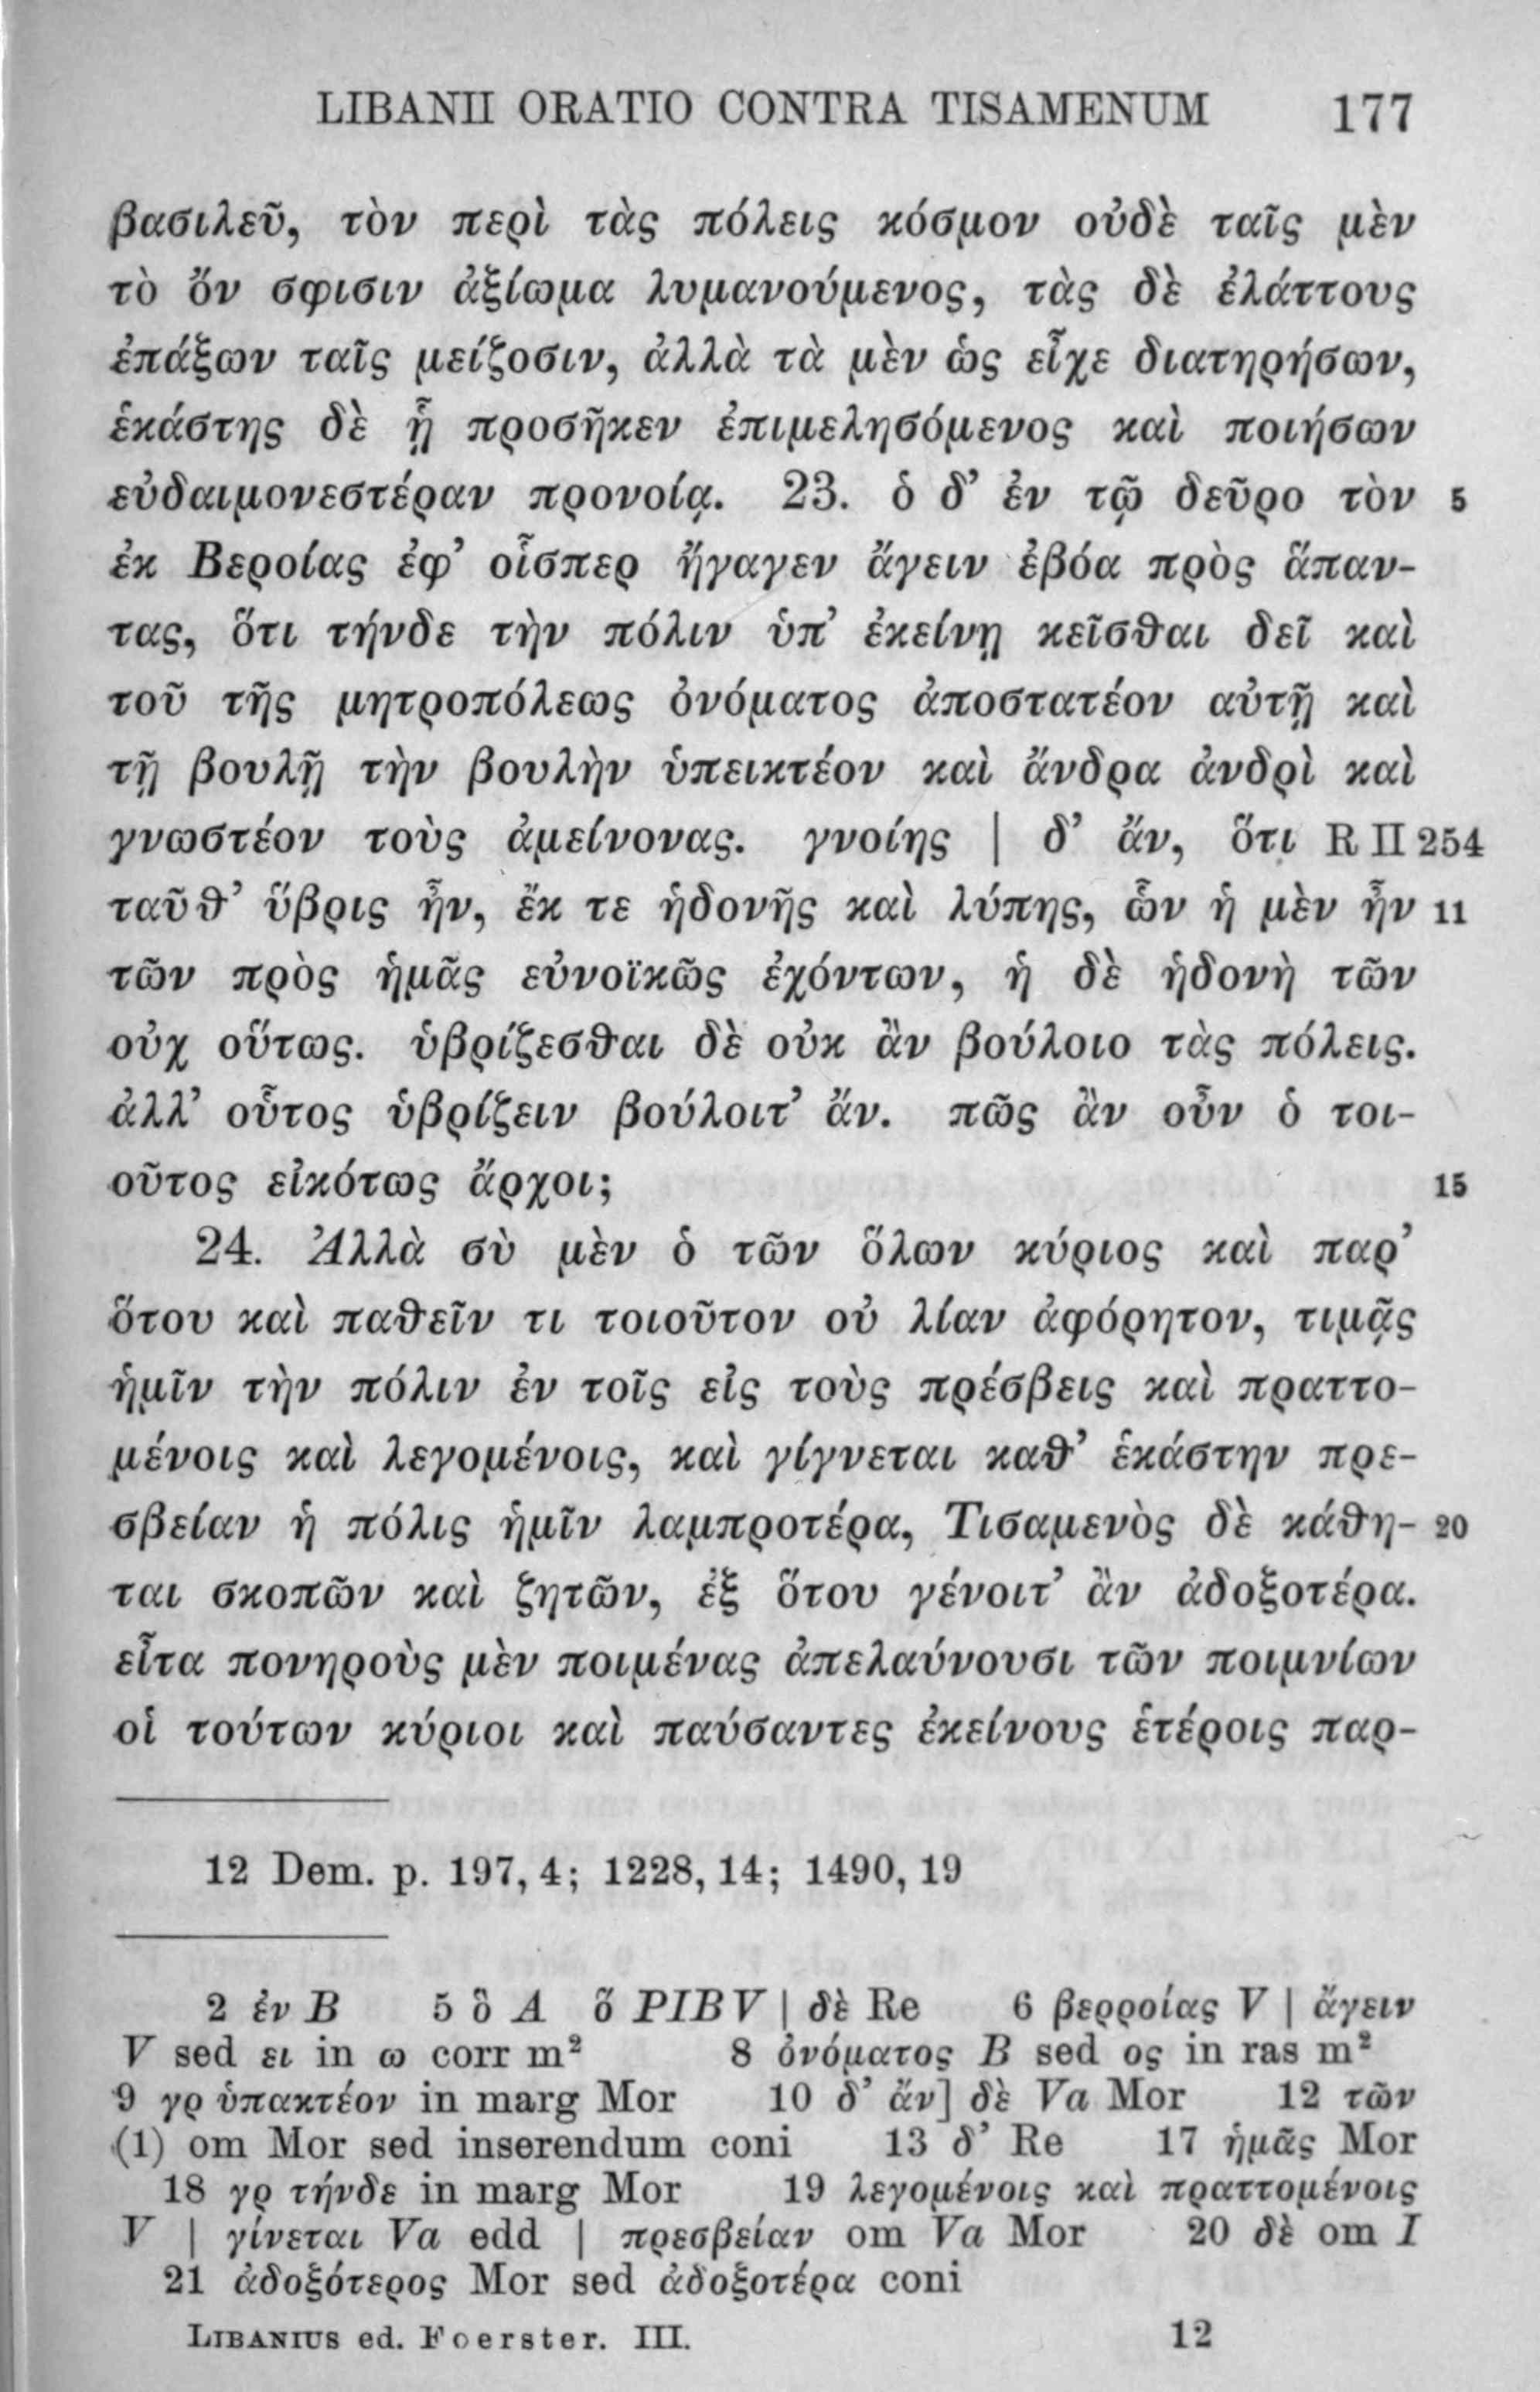 LIBANII ORATIO CONTRA TISAMENUM 177
βασιλεῦ, τὸν περὶ τὰς πόλεις κόσμον οὐδὲ ταῖς μὲν
τὸ ὂν σφισιν ἀξίωμα λυμανούμενος, τὰς δὲ ἐλάττους
ἐπάξων ταῖς μείζοσιν, ἀλλὰ τὰ μὲν ὡς εἶχε διατηρήσων,
ἑκάστης δὲ ᾗ προσῆκεν ἐπιμελησόμενος καὶ ποιήσων
εὐδαιμονεστέραν προνοίᾳ. 23. ὁ δ’ ἐν τῷ δεῦρο τὸν 5
ἐκ Βεροίας ἐφ’ οἷσπερ ἤγαγεν ἄγειν ἐβόα πρὸς ἅπαν-
τας, ὅτι τήνδε τὴν πόλιν ὑπ’ ἐκείνῃ κεῖσθαι δεῖ καὶ
τοῦ τῆς μητροπόλεως ὀνόματος ἀποστατέον αὐτῇ καὶ
τῇ βουλῇ τὴν βουλὴν ὑπεικτέον καὶ ἄνδρα ἀνδρὶ καὶ
γνωστέον τοὺς ἀμείνονας. γνοίης | δ’ ἄν, ὅτι R II 254
ταῦθ’ ὕβρις ἦν, ἔκ τε ἡδονῆς καὶ λύπης, ὧν ἡ μὲν ἦν 11
τῶν πρὸς ἡμᾶς εὐνοϊκῶς ἐχόντων, ἡ δὲ ἡδονὴ τῶν
οὐχ οὕτως. ὑβρίζεσθαι δὲ οὐκ ἂν βούλοιο τὰς πόλεις.
ἀλλ’ οὗτος ὑβρίζειν βούλοιτ’ ἄν. πῶς ἂν οὖν ὁ τοι-
οῦτος εἰκότως ἄρχοι; 15
24. Ἀλλὰ σὺ μὲν ὁ τῶν ὅλων κύριος καὶ παρ’
ὅτου καὶ παθεῖν τι τοιοῦτον οὐ λίαν ἀφόρητον, τιμᾷς
ἡμῖν τὴν πόλιν ἐν τοῖς εἰς τοὺς πρέσβεις καὶ πραττο-
μένοις καὶ λεγομένοις, καὶ γίγνεται καθ’ ἑκάστην πρε-
σβείαν ἡ πόλις ἡμῖν λαμπροτέρα, Τισαμενὸς δὲ κάθη- 20
ται σκοπῶν καὶ ζητῶν, ἐξ ὅτου γένοιτ’ ἂν ἀδοξοτέρα.
εἶτα πονηροὺς μὲν ποιμένας ἀπελαύνουσι τῶν ποιμνίων
οἱ τούτων κύριοι καὶ παύσαντες ἐκείνους ἑτέροις παρ-
12 Dem. p. 197, 4; 1228, 14; 1490, 19
2 ἐν B 5 ὃ A ὅ PIBV | δὲ Re 6 βερροίας V | ἄγειν
V sed ει in ω corr m² 8 ὀνόματος B sed ος in ras m²
9 γρ ὑπακτέον in marg Mor 10 δ’ ἄν] δὲ Va Mor 12 τῶν
(1) om Mor sed inserendum coni 13 δ’ Re 17 ἡμᾶς Mor
18 γρ τήνδε in marg Mor 19 λεγομένοις καὶ πραττομένοις
V | γίνεται Va edd | πρεσβείαν om Va Mor 20 δὲ om I
21 ἀδοξότερος Mor sed ἀδοξοτέρα coni
LIBANIUS ed. Foerster. III. 12